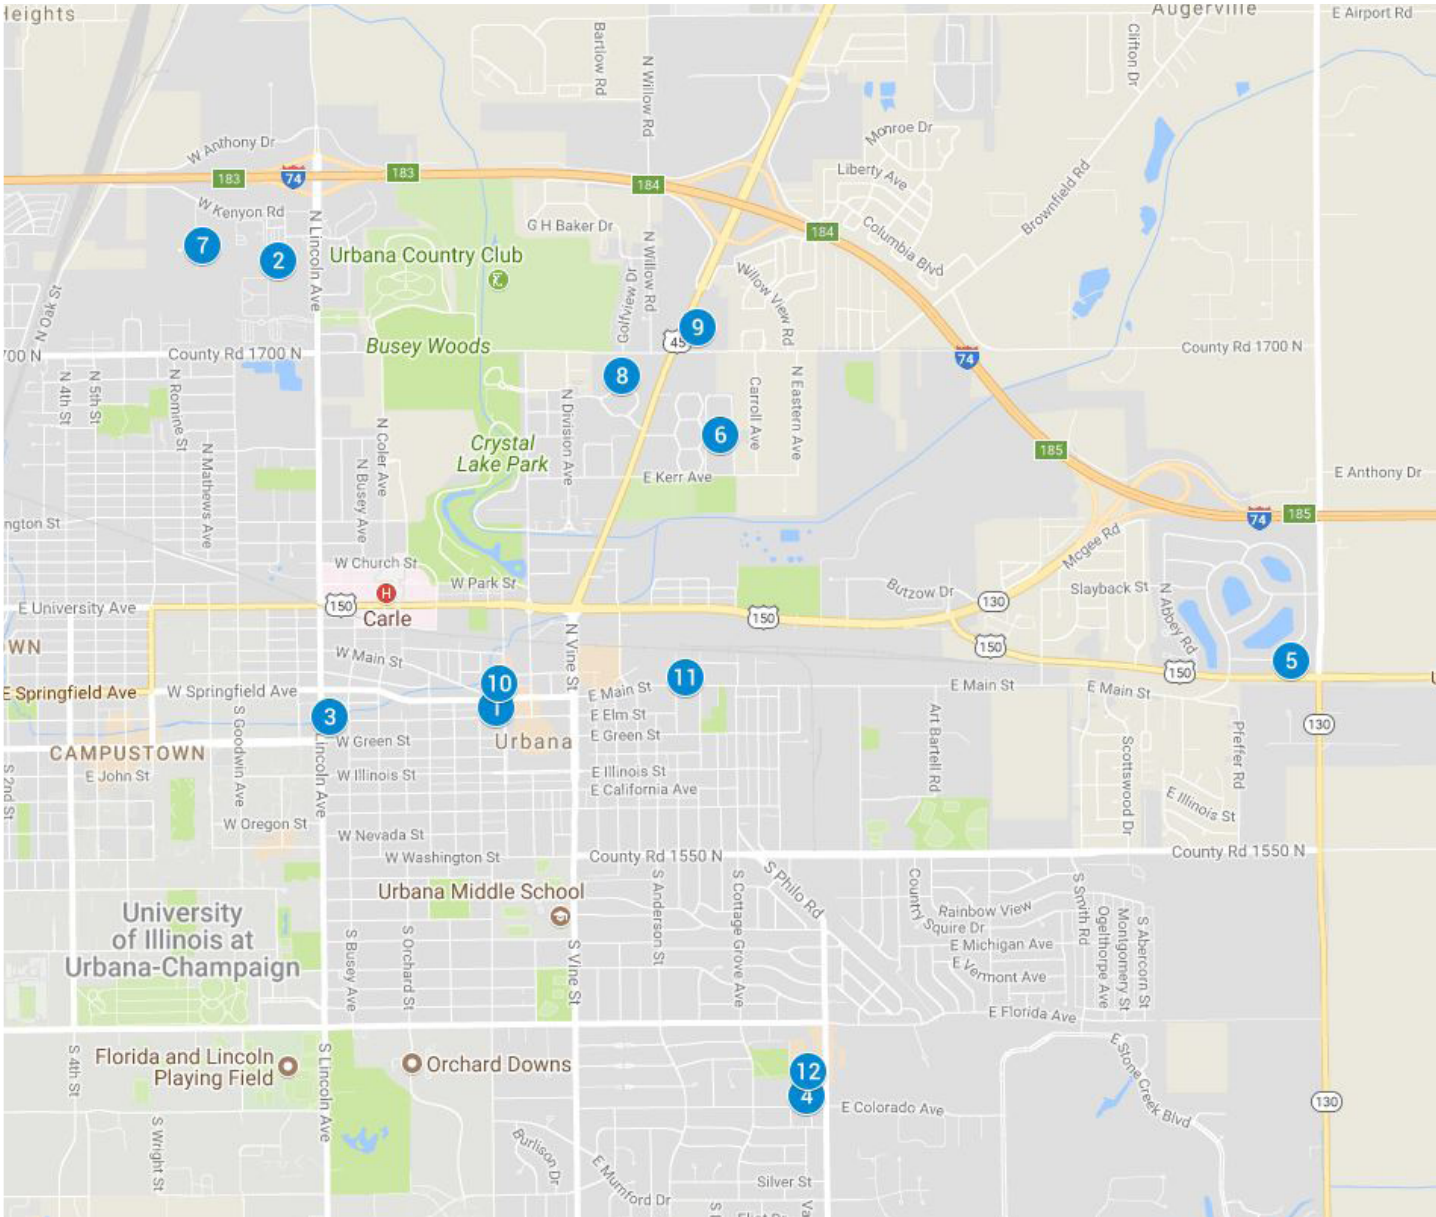 Heights
Augerville
E Airport Rd
Bartlow Rd
N Willow Rd
Clifton Dr
W Anthony Dr
Monroe Dr
Liberty Ave
Brownfield Rd
183
74
183
184
184
W Kenyon Rd
N Lincoln Ave
G H Baker Dr
Columbia Blvd
7
2
Urbana Country Club
N Willow Rd
Golfview Dr
Willow View Rd
N Oak St
9
45
Busey Woods
700 N
County Rd 1700 N
County Rd 1700 N
74
8
N 4th St
N 5th St
N Romine St
N Division Ave
Carroll Ave
N Eastern Ave
N Coler Ave
6
Crystal
Lake Park
N Mathews Ave
N Busey Ave
E Kerr Ave
185
E Anthony Dr
74
185
ngton St
Mcgee Rd
W Church St
W Park St
H
Carle
Butzow Dr
Slayback St
N Abbey Rd
E University Ave
150
150
130
150
150
OWN
W Main St
N Vine St
5
10
1
11
E Springfield Ave
W Springfield Ave
E Main St
E Main St
E Main St
U
3
S Goodwin Ave
E Elm St
E Green St
130
W Green St
Urbana
CAMPUSTOWN
E John St
S 2nd St
Lincoln Ave
W Illinois St
E Illinois St
E California Ave
Art Bartell Rd
Scottswood Dr
Pfeffer Rd
E Illinois St
W Oregon St
W Nevada St
W Washington St
County Rd 1550 N
County Rd 1550 N
Urbana Middle School
S Anderson St
S Cottage Grove Ave
S Philo Rd
Country Squire Dr
Rainbow View
S Smith Rd
Ogelthorpe Ave
Montgomery St
S Abercorn St
University
of Illinois at
Urbana-Champaign
S Busey Ave
S Orchard St
S Vine St
E Michigan Ave
E Vermont Ave
E Florida Ave
S 4th St
Florida and Lincoln
Playing Field
S Lincoln Ave
Orchard Downs
12
4
E Colorado Ave
E Stone Creek Blvd
130
S Wright St
Burlison Dr
E Mumford Dr
Silver St
Va